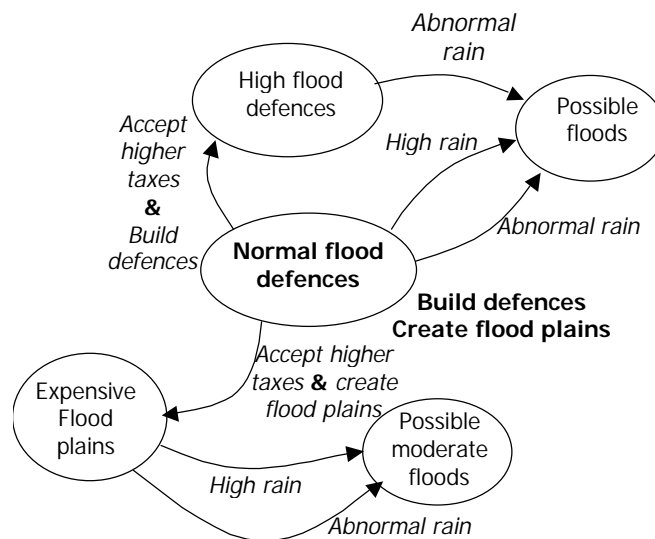 Abnormal
rain
High flood
defences
Possible
floods
Accept
higher
taxes
&
Build
defences
High rain
Abnormal rain
Normal flood
defences
Build defences
Create flood plains
Accept higher
taxes & create
flood plains
Expensive
Flood
plains
Possible
moderate
floods
High rain
Abnormal rain